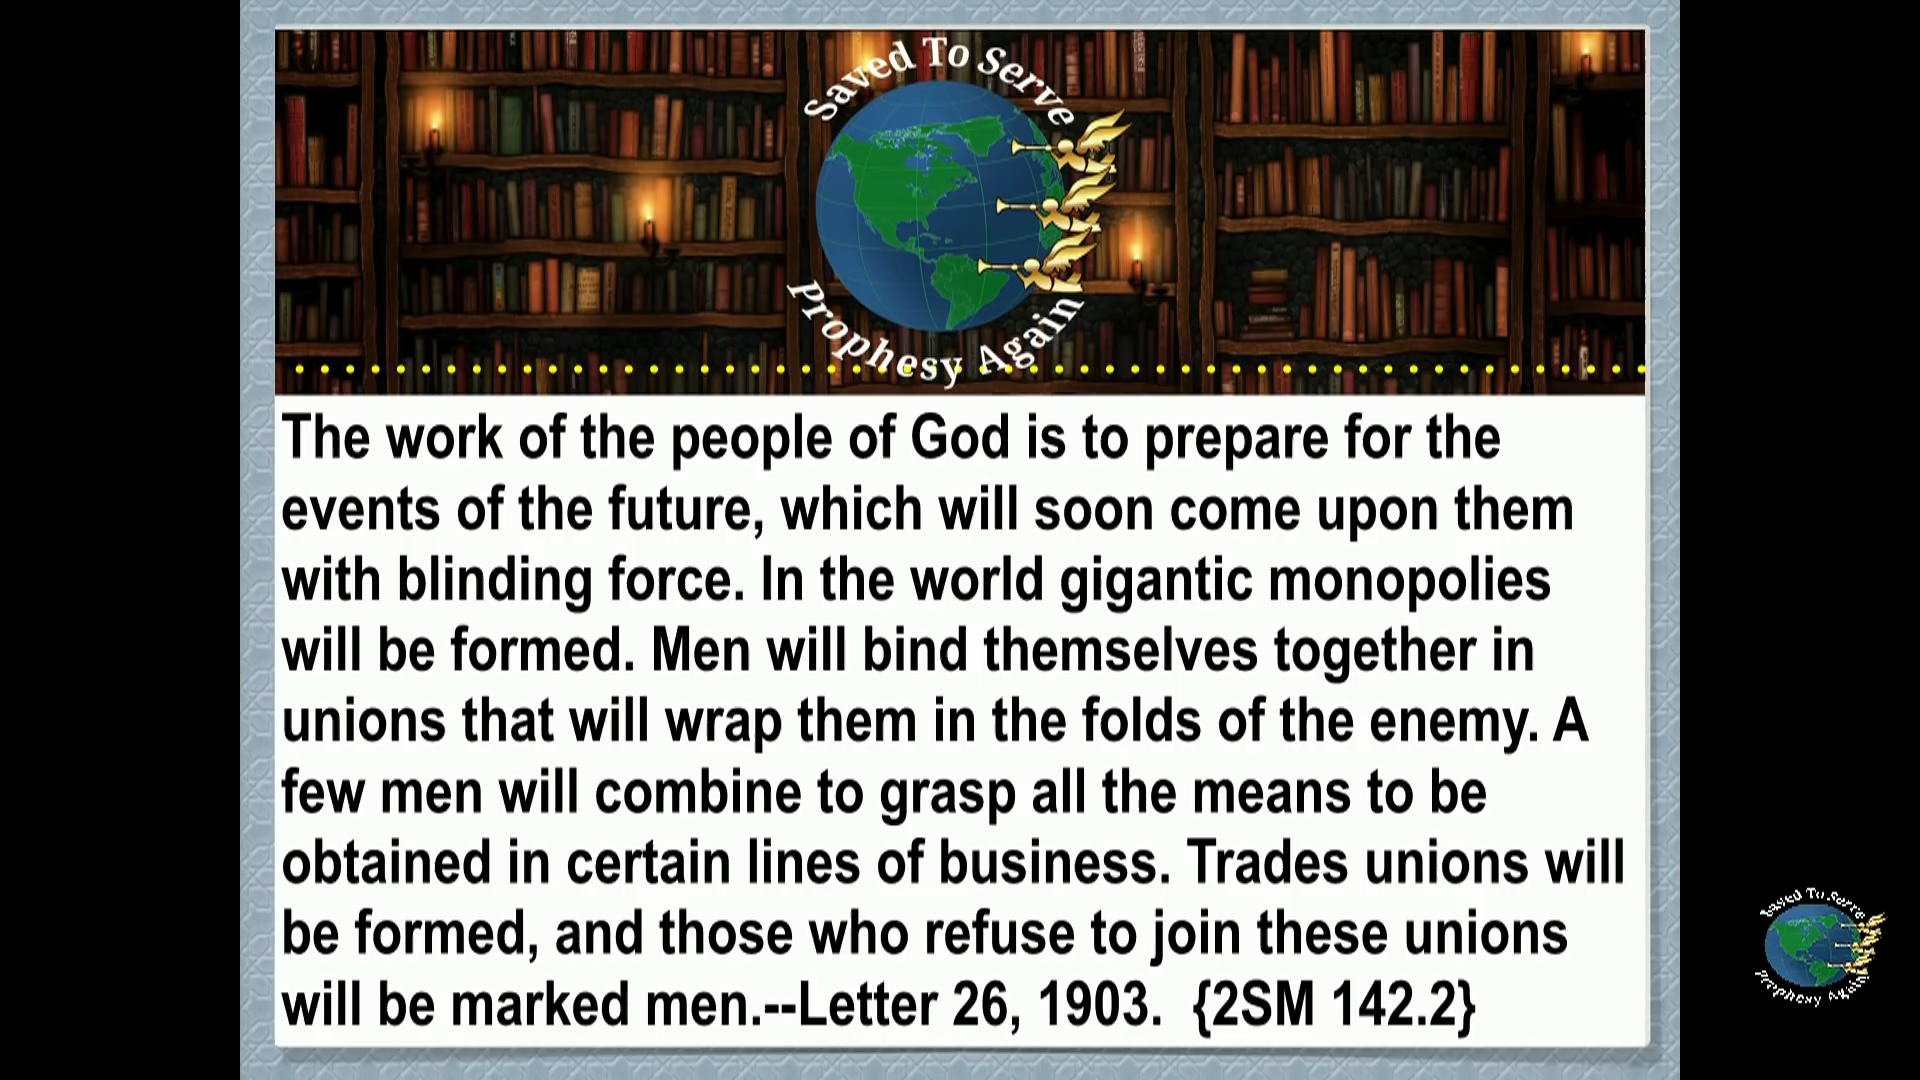 Saved To Serve
Prophesy Again
The work of the people of God is to prepare for the
events of the future, which will soon come upon them
with blinding force. In the world gigantic monopolies
will be formed. Men will bind themselves together in
unions that will wrap them in the folds of the enemy. A
few men will combine to grasp all the means to be
obtained in certain lines of business. Trades unions will
be formed, and those who refuse to join these unions
will be marked men.--Letter 26, 1903.  {2SM 142.2}
Saved To Serve
Prophesy Again